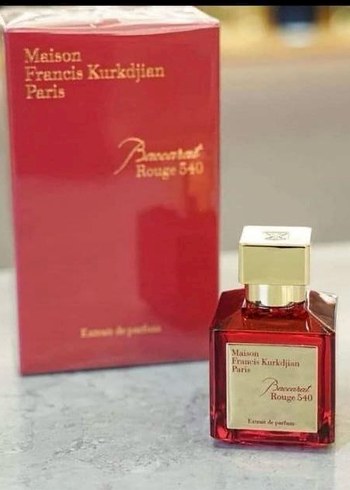 Maison
Francis Kurkdjian
Paris
Baccarat
Rouge 540
Extrait de parfum
Maison
Francis Kurkdjian
Paris
Baccarat
Rouge 540
Extrait de parfum